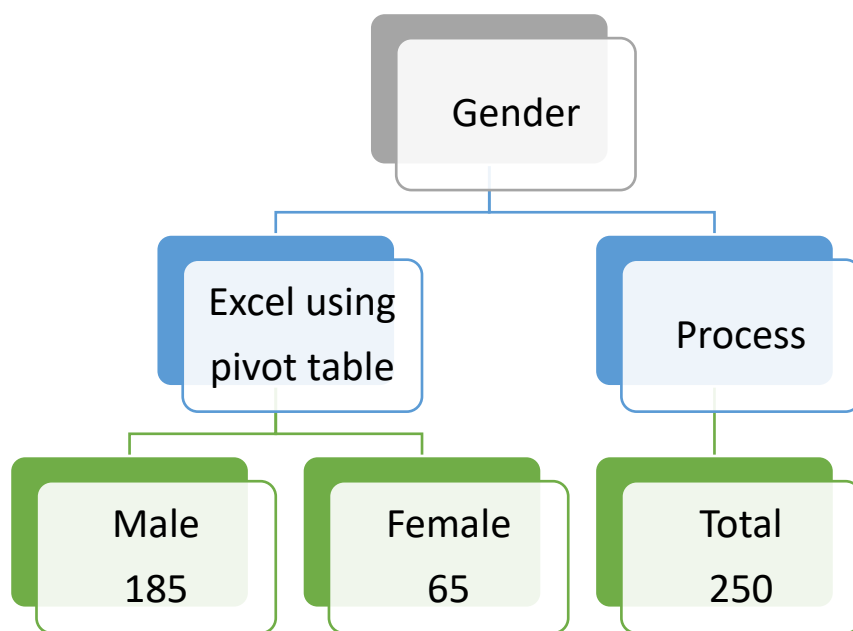 Gender
Excel using
pivot table
Process
Male
185
Female
65
Total
250